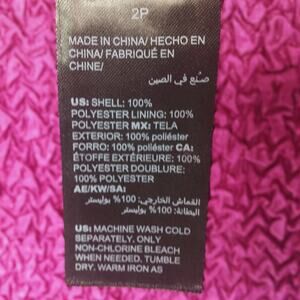 2P
MADE IN CHINA/ HECHO EN
CHINA/ FABRIQUÉ EN
CHINE/
صُنع في الصين
US: SHELL: 100%
POLYESTER LINING: 100%
POLYESTER MX: TELA
EXTERIOR: 100% poliéster
FORRO: 100% poliéster CA:
ÉTOFFE EXTÉRIEURE: 100%
POLYESTER DOUBLURE:
100% POLYESTER
AE/KW/SA:
القماش الخارجي: 100% بوليستر
البطانة: 100% بوليستر
US: MACHINE WASH COLD
SEPARATELY. ONLY
NON-CHLORINE BLEACH
WHEN NEEDED. TUMBLE
DRY. WARM IRON AS